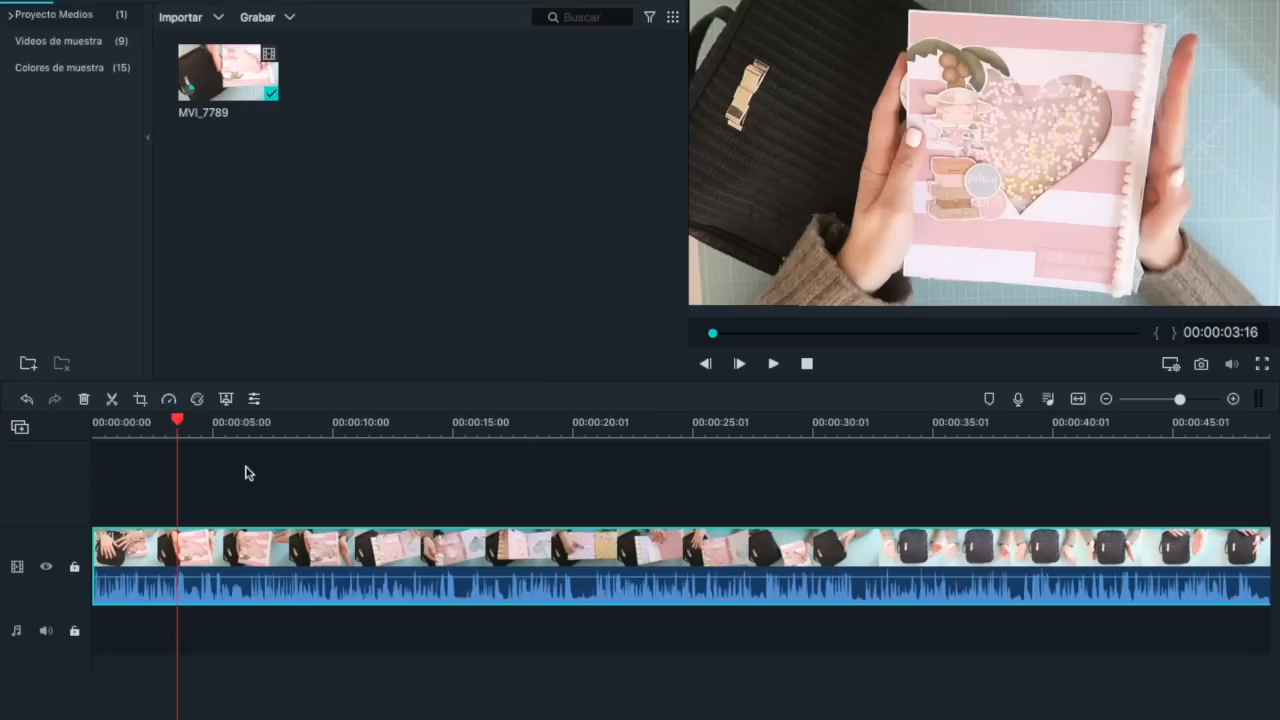 Proyecto Medios (1)
Importar
Grabar
Buscar
Videos de muestra (9)
Colores de muestra (15)
MVI_7789
00:00:03:16
00:00:00:00
00:00:05:00
00:00:10:00
00:00:15:00
00:00:20:01
00:00:25:01
00:00:30:01
00:00:35:01
00:00:40:01
00:00:45:01